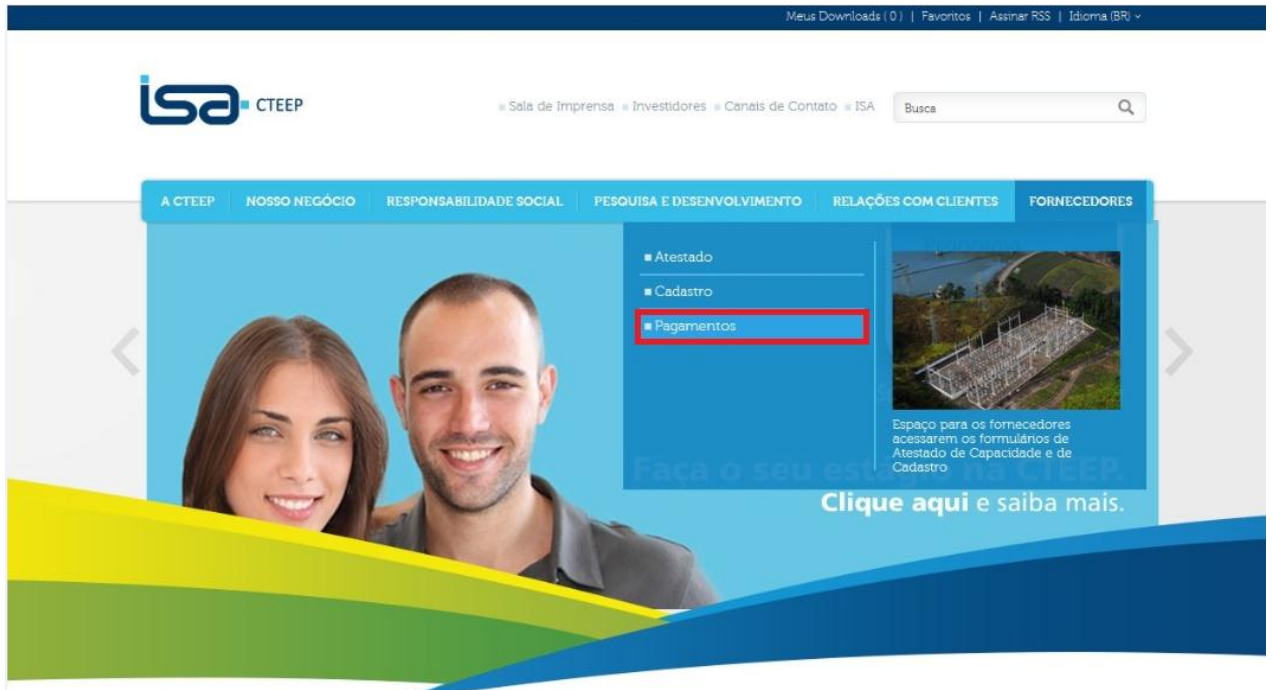 Meus Downloads ( 0 ) | Favoritos | Assinar RSS | Idioma (BR)
isa CTEEP
Sala de Imprensa Investidores Canais de Contato ISA
Busca
A CTEEP NOSSO NEGÓCIO RESPONSABILIDADE SOCIAL PESQUISA E DESENVOLVIMENTO RELAÇÕES COM CLIENTES FORNECEDORES
Atestado
Cadastro
Pagamentos
Espaço para os fornecedores
acessarem os formulários de
Atestado de Capacidade e de
Cadastro
Faça o seu estágio na CTEEP.
Clique aqui e saiba mais.